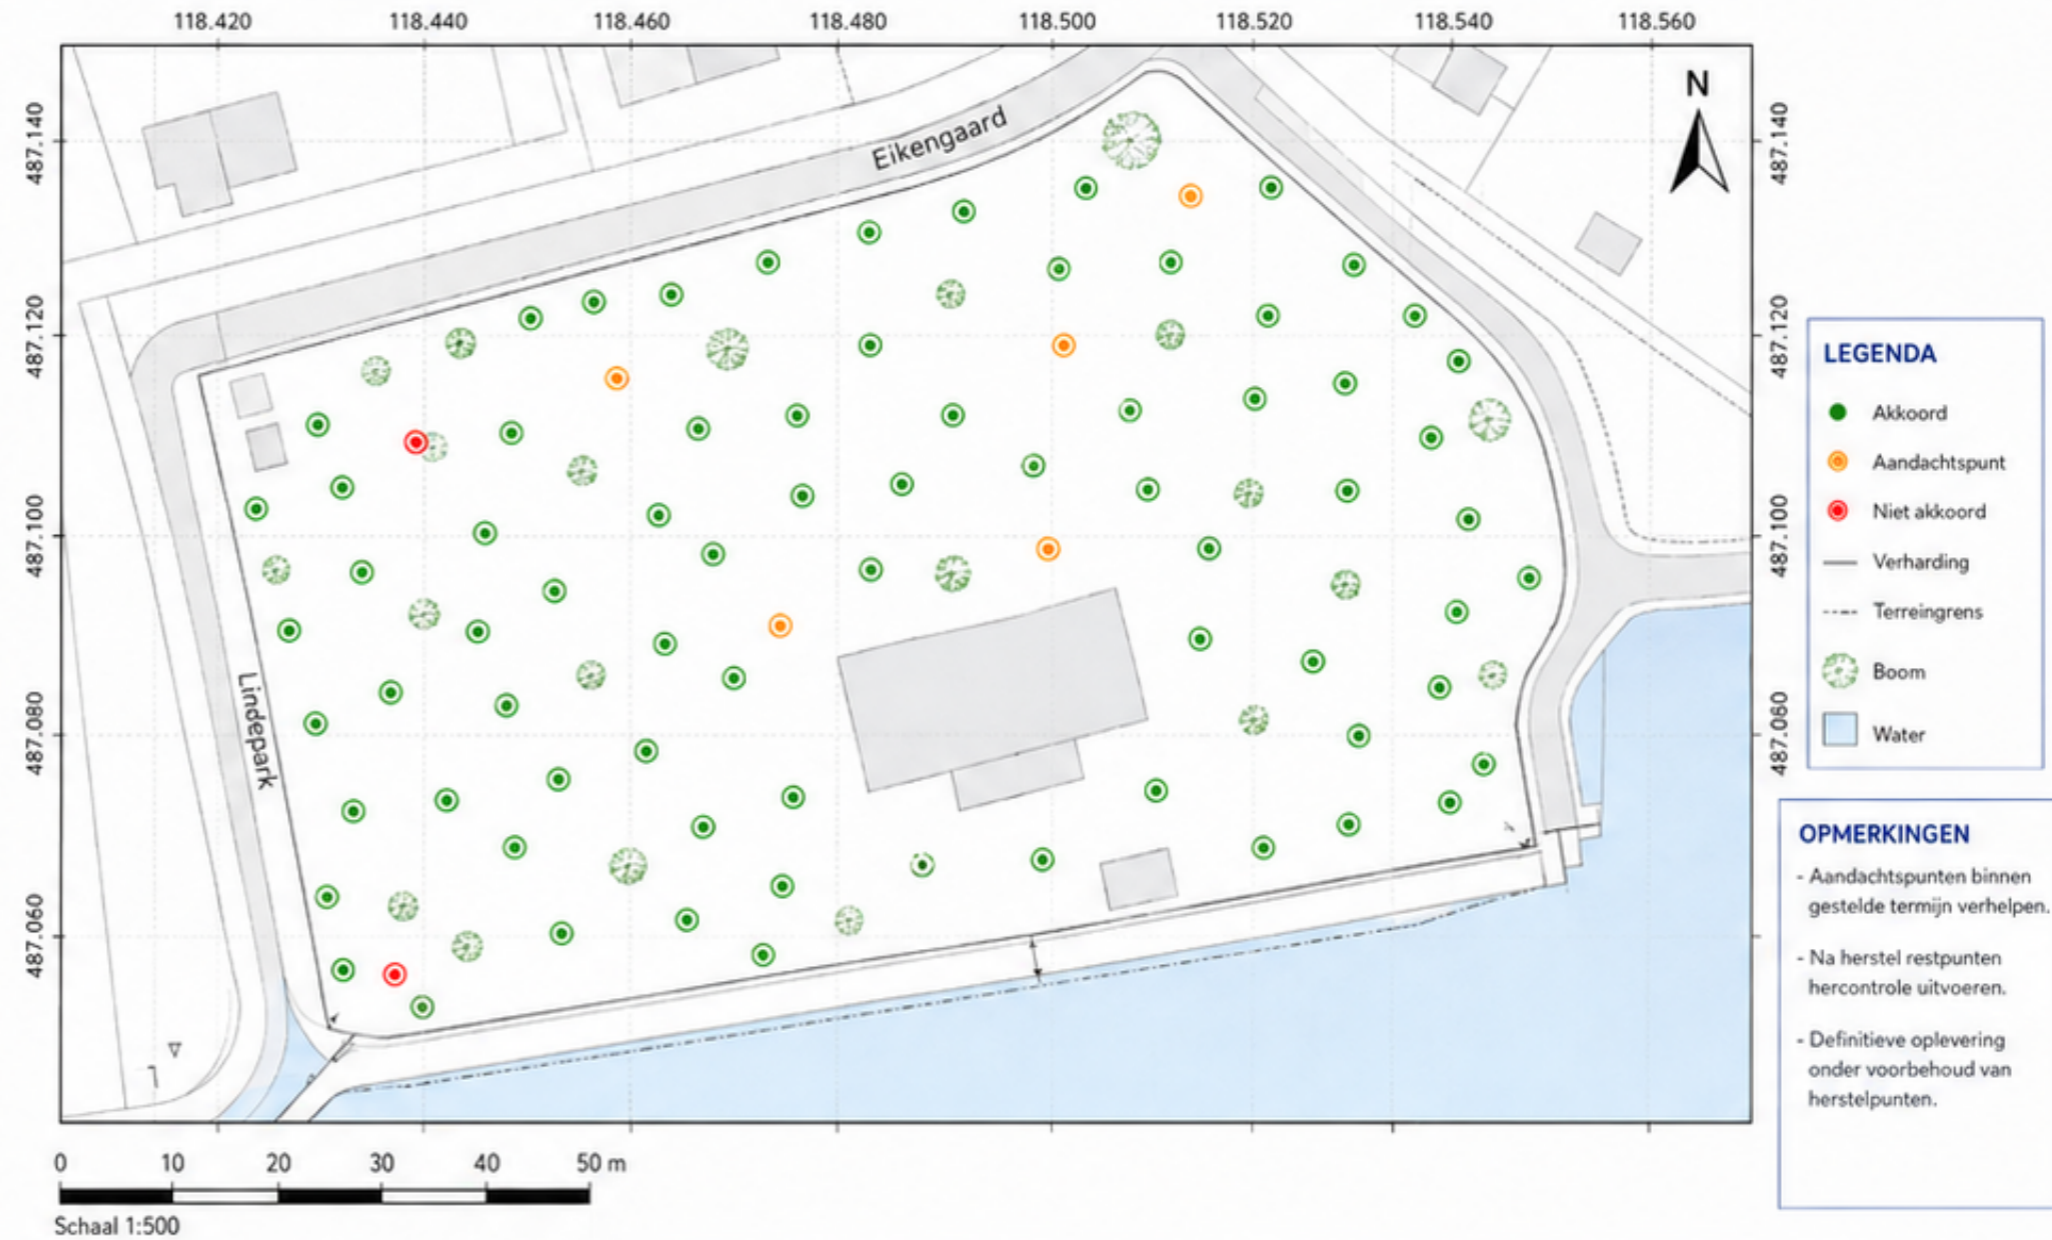 118.420 118.440 118.460 118.480 118.500 118.520 118.540 118.560
487.140
487.120
487.100
487.080
487.060
Eikengaard
Lindepark
N
487.140
487.120
487.100
487.080
LEGENDA
Akkoord
Aandachtspunt
Niet akkoord
Verharding
Terreingrens
Boom
Water
OPMERKINGEN
- Aandachtspunten binnen
gestelde termijn verhelpen.
- Na herstel restpunten
hercontrole uitvoeren.
- Definitieve oplevering
onder voorbehoud van
herstelpunten.
0 10 20 30 40 50 m
Schaal 1:500